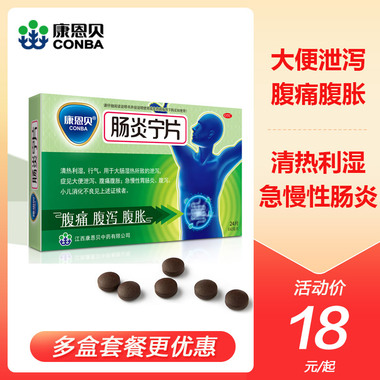 康恩贝
CONBA
大便泄泻
腹痛腹胀
清热利湿
急慢性肠炎
康恩贝
CONBA
肠炎宁片
清热利湿,行气。用于大肠湿热所致的泄泻,
症见大便泄泻、腹痛腹胀;急慢性胃肠炎、腹泻、
小儿消化不良见上述证候者。
腹痛 腹泻 腹胀
江西康恩贝中药有限公司
24片
活动价
18
元/起
多盒套餐更优惠